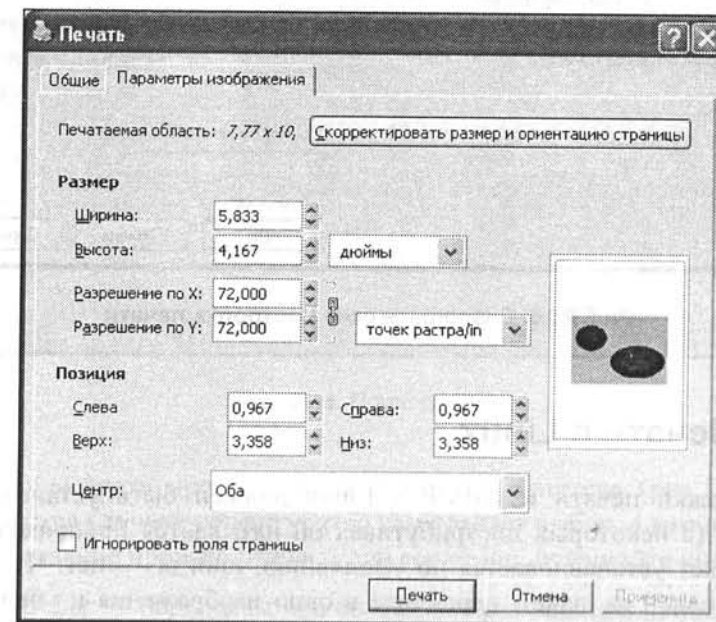 Печать
Общие Параметры изображения
Печатаемая область: 7,77 x 10, Скорректировать размер и ориентацию страницы
Размер
Ширина: 5,833
Высота: 4,167 дюймы
Разрешение по X: 72,000
Разрешение по Y: 72,000 точек растра/in
Позиция
Слева 0,967 Справа: 0,967
Верх: 3,358 Низ: 3,358
Центр: Оба
Игнорировать поля страницы
Печать Отмена